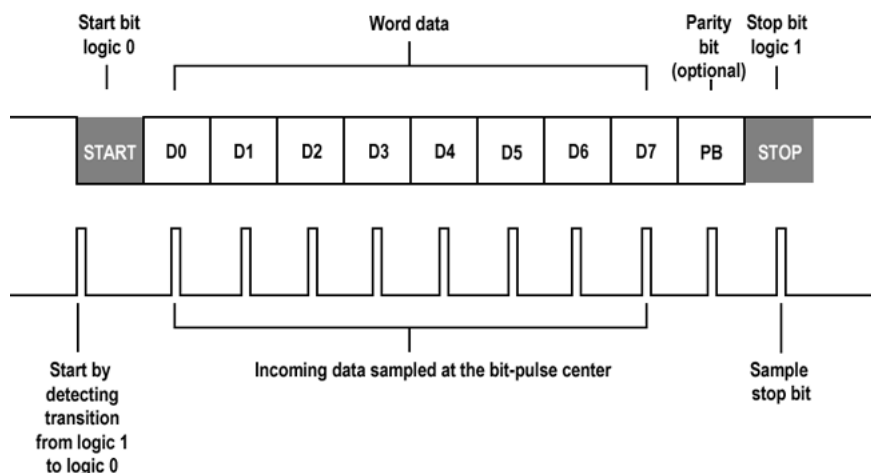 Start bit
logic 0
Word data
Parity
bit
(optional)
Stop bit
logic 1
START D0 D1 D2 D3 D4 D5 D6 D7 PB STOP
Start by
detecting
transition
from logic 1
to logic 0
Incoming data sampled at the bit-pulse center
Sample
stop bit